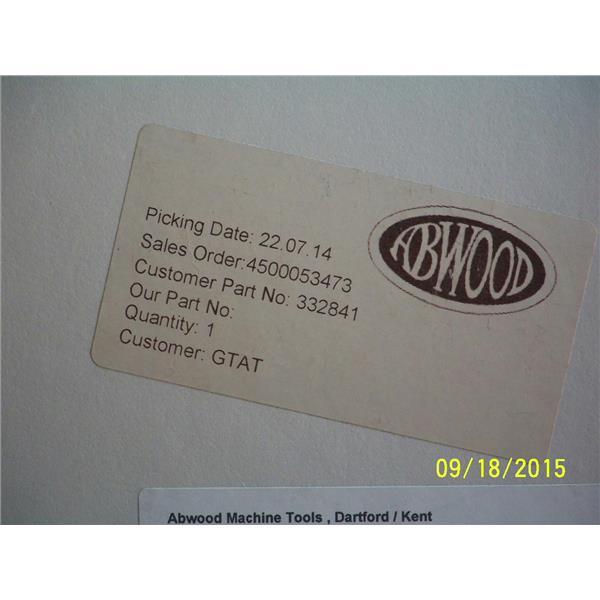 Picking Date: 22.07.14
Sales Order:4500053473
Customer Part No: 332841
Our Part No:
Quantity: 1
Customer: GTAT
ABWOOD
09/18/2015
Abwood Machine Tools , Dartford / Kent